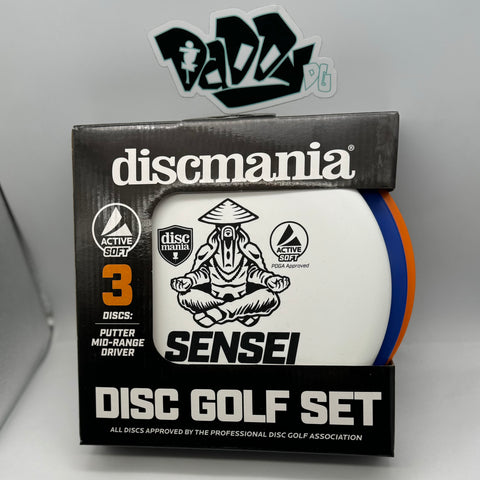 DaDDy
DG
discmania®
ACTIVE
SOFT
3
DISCS:
PUTTER
MID-RANGE
DRIVER
disc
mania
ACTIVE
SOFT
PDGA Approved
SENSEI
DISC GOLF SET
ALL DISCS APPROVED BY THE PROFESSIONAL DISC GOLF ASSOCIATION